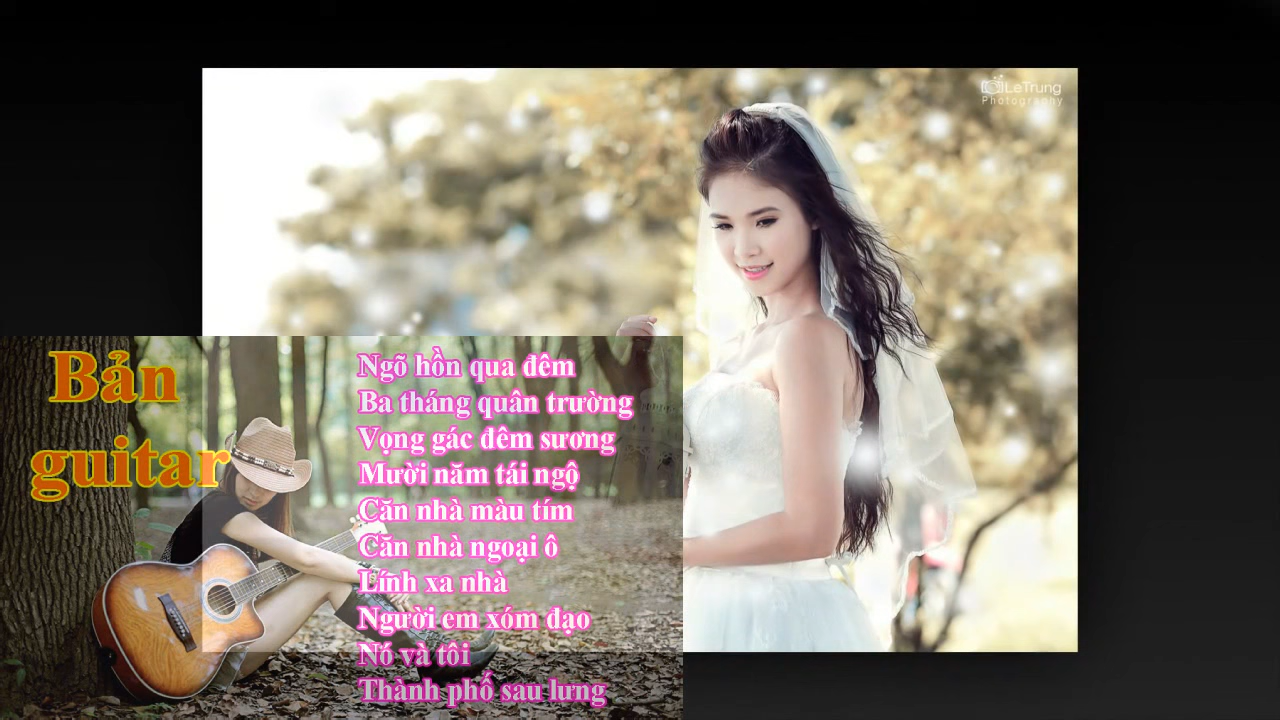 LeTrung
Photography
Bản
guitar
Ngõ hồn qua đêm
Ba tháng quân trường
Vọng gác đêm sương
Mười năm tái ngộ
Căn nhà màu tím
Căn nhà ngoại ô
Lính xa nhà
Người em xóm đạo
Nó và tôi
Thành phố sau lưng